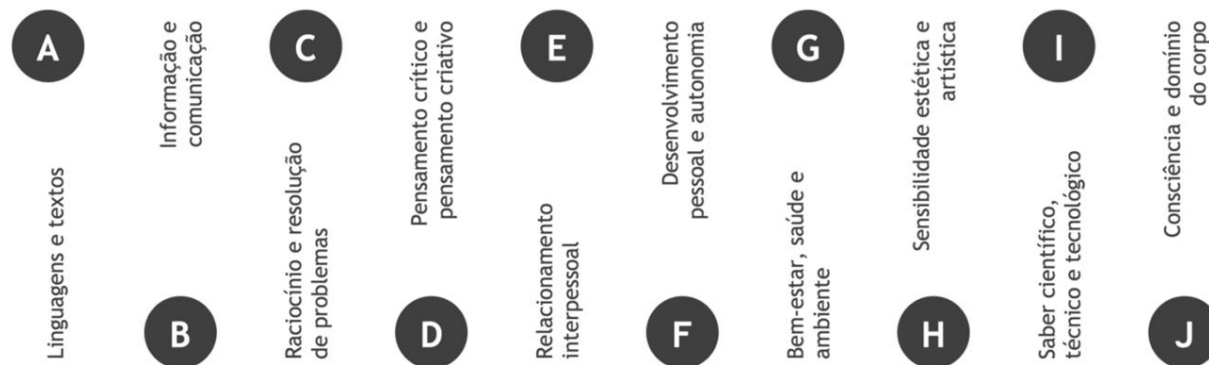 A
Linguagens e textos
Informação e
comunicação
B
C
Raciocínio e resolução
de problemas
Pensamento crítico e
pensamento criativo
D
E
Relacionamento
interpessoal
Desenvolvimento
pessoal e autonomia
F
G
Bem-estar, saúde e
ambiente
Sensibilidade estética e
artística
H
I
Saber científico,
técnico e tecnológico
Consciência e domínio
do corpo
J